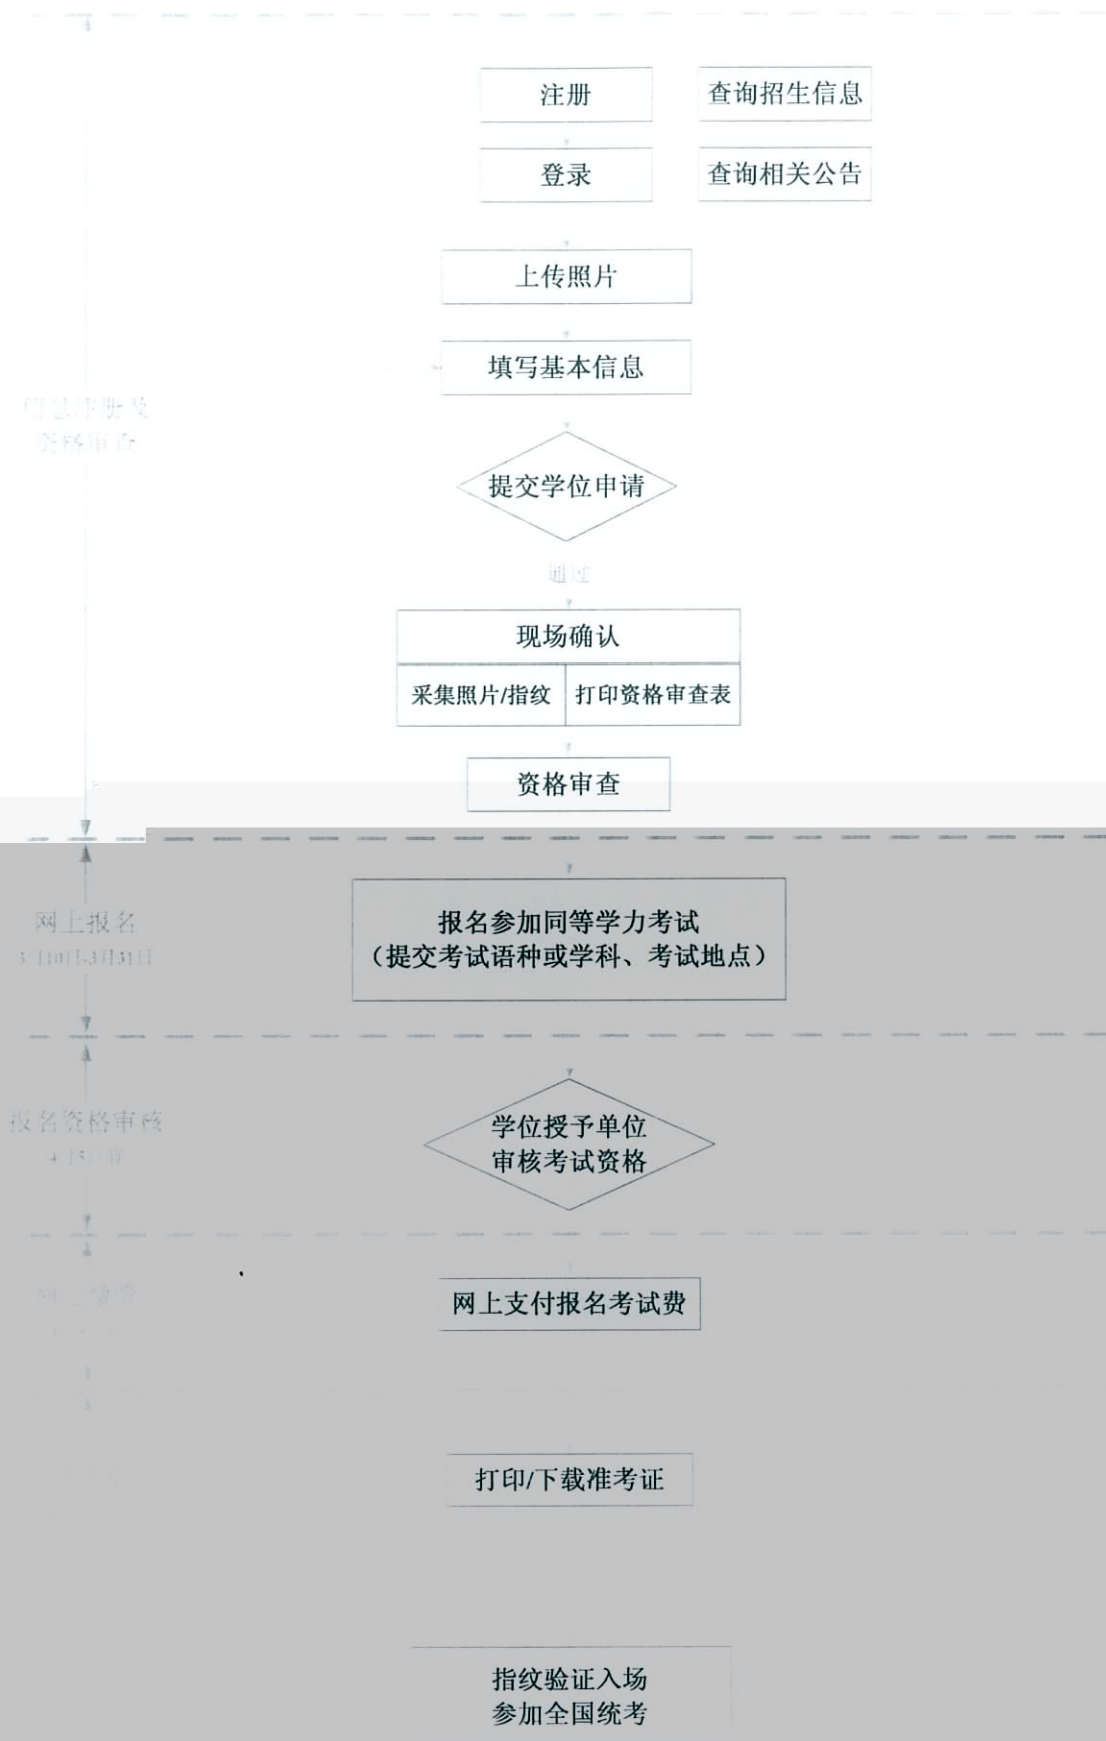 注册
查询招生信息
登录
查询相关公告
上传照片
填写基本信息
册及
资格审查
提交学位申请
通过
现场确认
采集照片/指纹
打印资格审查表
资格审查
网上报名
报名参加同等学力考试
（提交考试语种或学科、考试地点）
报名资格审核
学位授予单位
审核考试资格
网上支付报名考试费
打印/下载准考证
指纹验证入场
参加全国统考